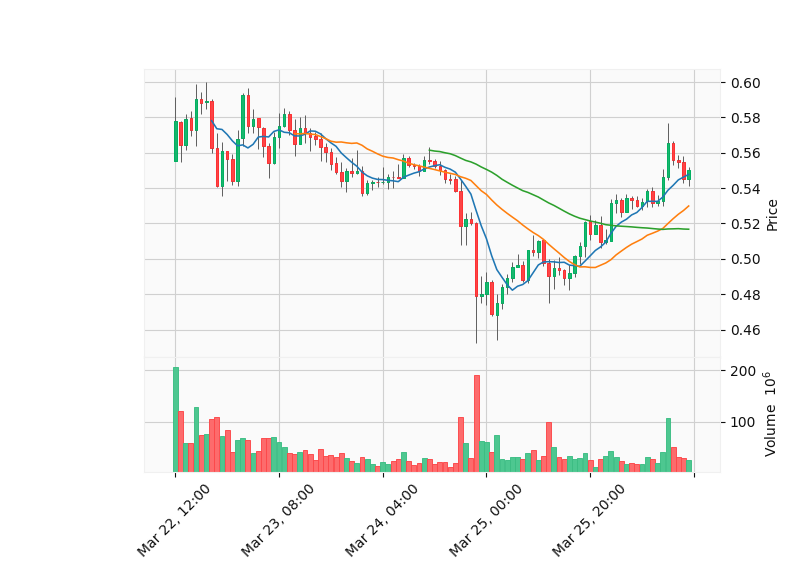 0.60
0.58
0.56
0.54
0.52
0.50
0.48
0.46
Price
200
100
Volume 10^6
Mar 22, 12:00
Mar 23, 08:00
Mar 24, 04:00
Mar 25, 00:00
Mar 25, 20:00